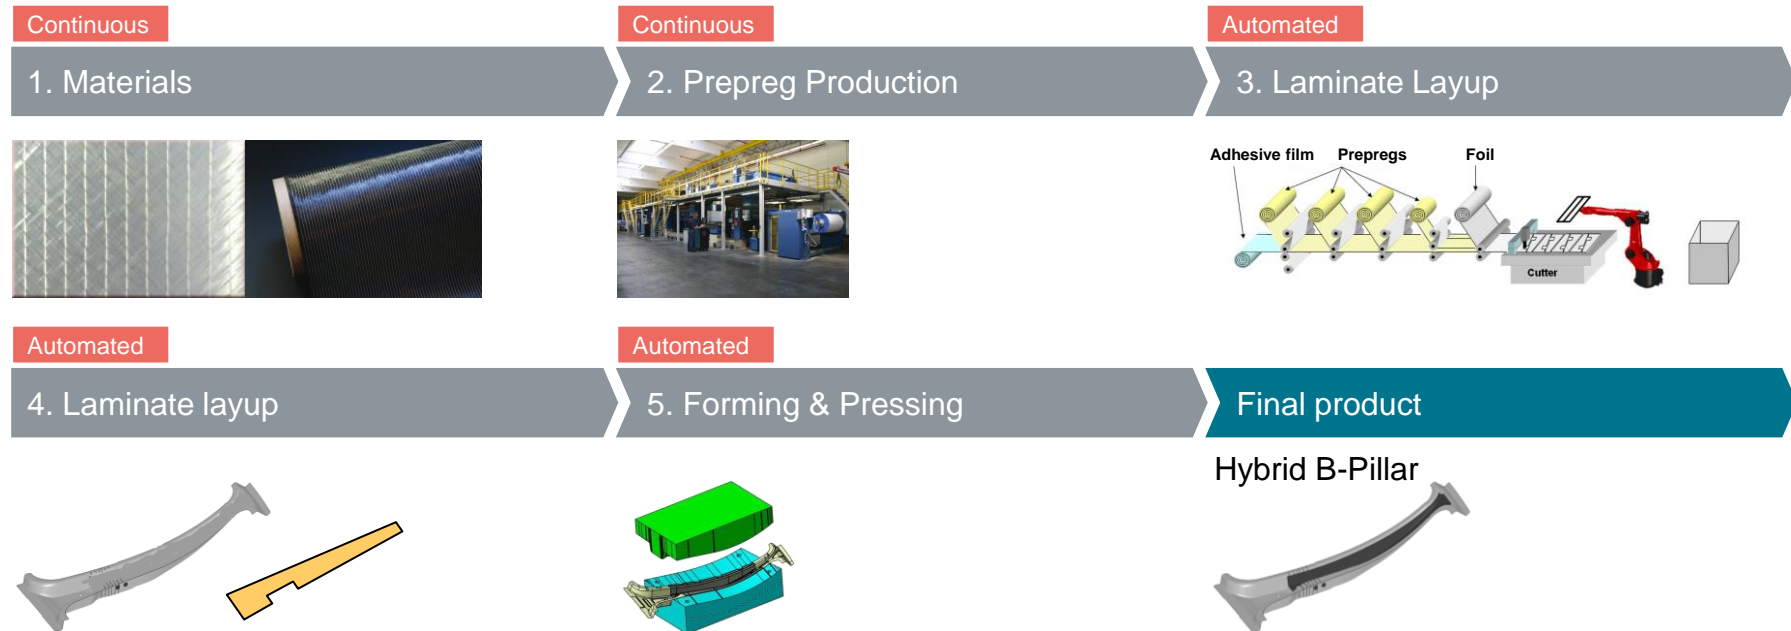 Continuous
Continuous
Automated
1. Materials
2. Prepreg Production
3. Laminate Layup
Adhesive film
Prepregs
Foil
Cutter
Automated
Automated
4. Laminate layup
5. Forming & Pressing
Final product
Hybrid B-Pillar